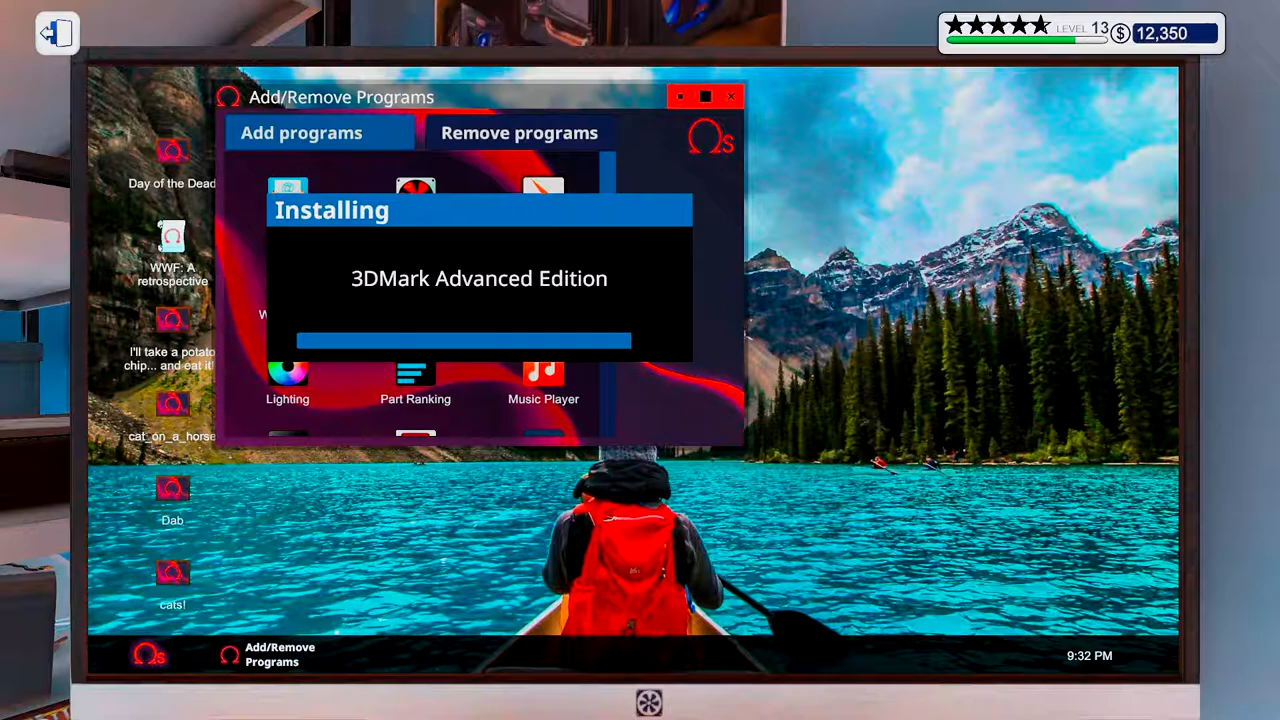 LEVEL 13
12,350
Add/Remove Programs
Add programs
Remove programs
Installing
3DMark Advanced Edition
Lighting
Part Ranking
Music Player
Day of the Dead
WWF: A
retrospective
I'll take a potato
chip... and eat it!
cat_on_a_horse
Dab
cats!
Add/Remove
Programs
9:32 PM